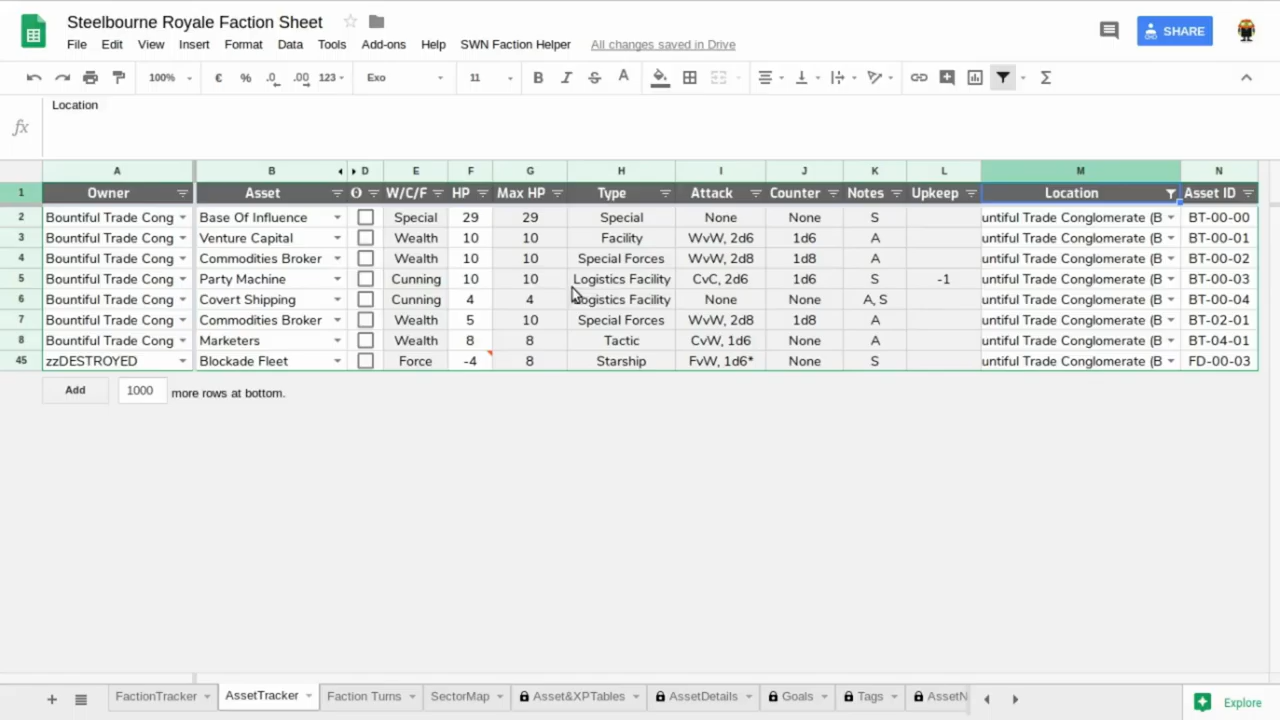 Steelbourne Royale Faction Sheet
File Edit View Insert Format Data Tools Add-ons Help SWN Faction Helper All changes saved in Drive
SHARE
100% € % .0 .00 123 Exo 11 B I S A Σ
fx Location
A B D E F G H I J K L M N
1 Owner Asset W/C/F HP Max HP Type Attack Counter Notes Upkeep Location Asset ID
2 Bountiful Trade Cong Base Of Influence Special 29 29 Special None None S untiful Trade Conglomerate (B BT-00-00
3 Bountiful Trade Cong Venture Capital Wealth 10 10 Facility WvW, 2d6 1d6 A untiful Trade Conglomerate (B BT-00-01
4 Bountiful Trade Cong Commodities Broker Wealth 10 10 Special Forces WvW, 2d8 1d8 A untiful Trade Conglomerate (B BT-00-02
5 Bountiful Trade Cong Party Machine Cunning 10 10 Logistics Facility CvC, 2d6 1d6 S -1 untiful Trade Conglomerate (B BT-00-03
6 Bountiful Trade Cong Covert Shipping Cunning 4 4 Logistics Facility None None A, S untiful Trade Conglomerate (B BT-00-04
7 Bountiful Trade Cong Commodities Broker Wealth 5 10 Special Forces WvW, 2d8 1d8 A untiful Trade Conglomerate (B BT-02-01
8 Bountiful Trade Cong Marketers Wealth 8 8 Tactic CvW, 1d6 None A untiful Trade Conglomerate (B BT-04-01
45 zzDESTROYED Blockade Fleet Force -4 8 Starship FvW, 1d6* None S untiful Trade Conglomerate (B FD-00-03
Add 1000 more rows at bottom.
FactionTracker AssetTracker Faction Turns SectorMap Asset&XPTables AssetDetails Goals Tags AssetN Explore